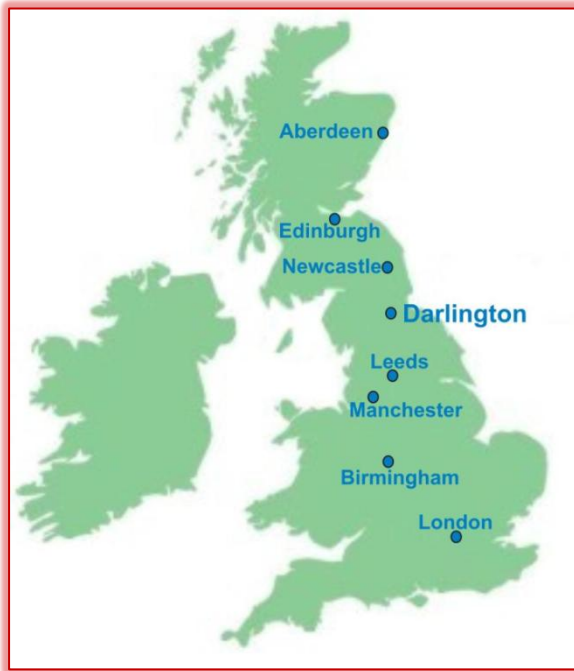 Aberdeen
Edinburgh
Newcastle
Darlington
Leeds
Manchester
Birmingham
London